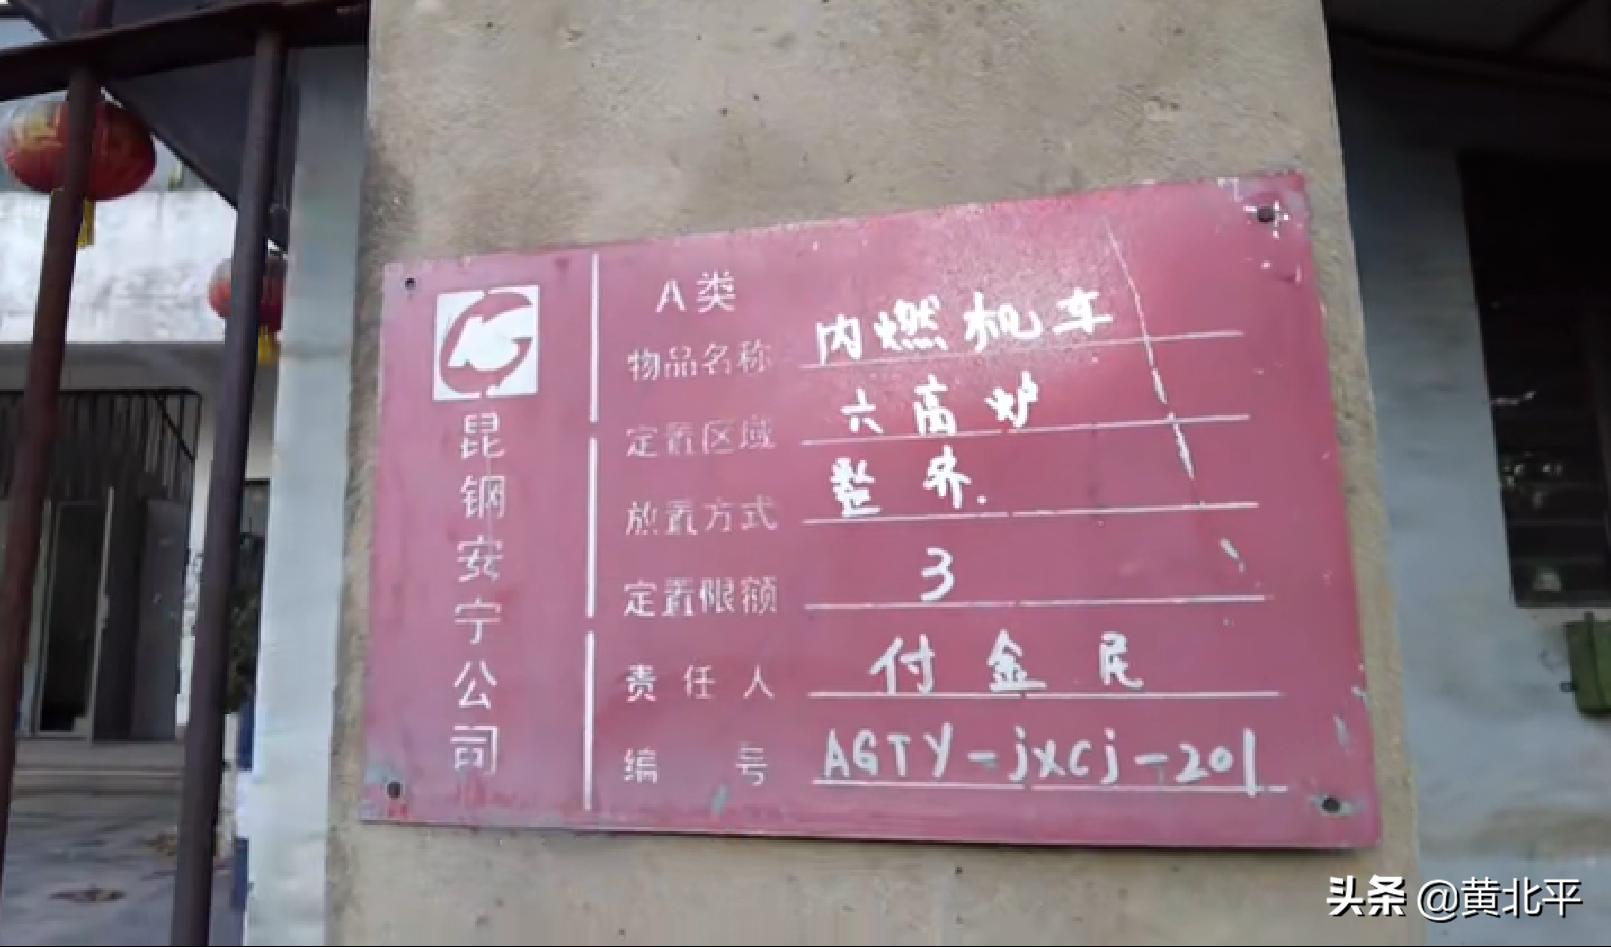 昆钢安宁公司
A类
物品名称 内燃机车
定置区域 六高炉
放置方式 整齐.
定置限额 3
责任人 付金民
编号 AGTY-jxcj-201
头条 @黄北平